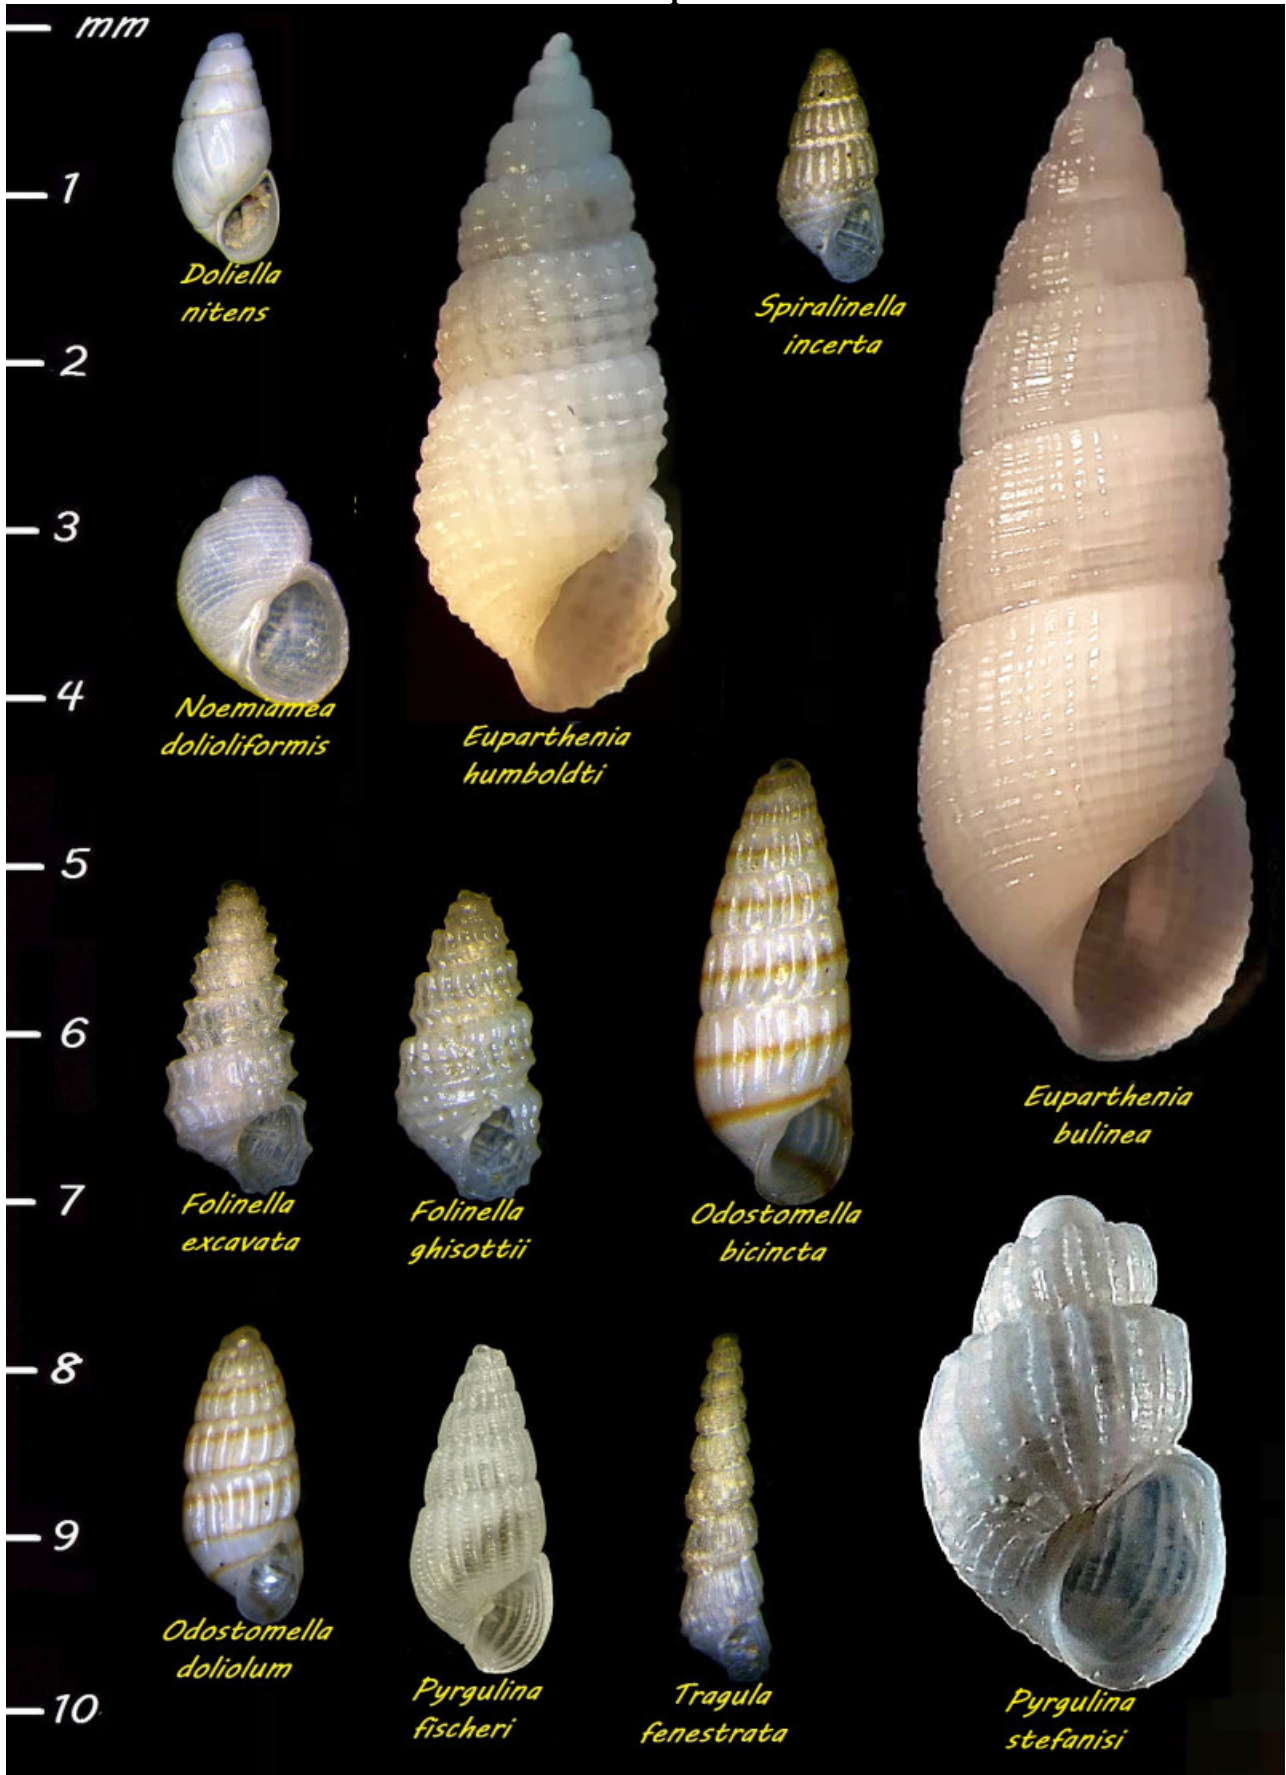 mm
1
2
3
4
5
6
7
8
9
10
Doliella
nitens
Spiralinella
incerta
Noemiamea
dolioliformis
Euparthenia
humboldti
Euparthenia
bulinea
Folinella
excavata
Folinella
ghisottii
Odostomella
bicincta
Odostomella
doliolum
Pyrgulina
fischeri
Tragula
fenestrata
Pyrgulina
stefanisi